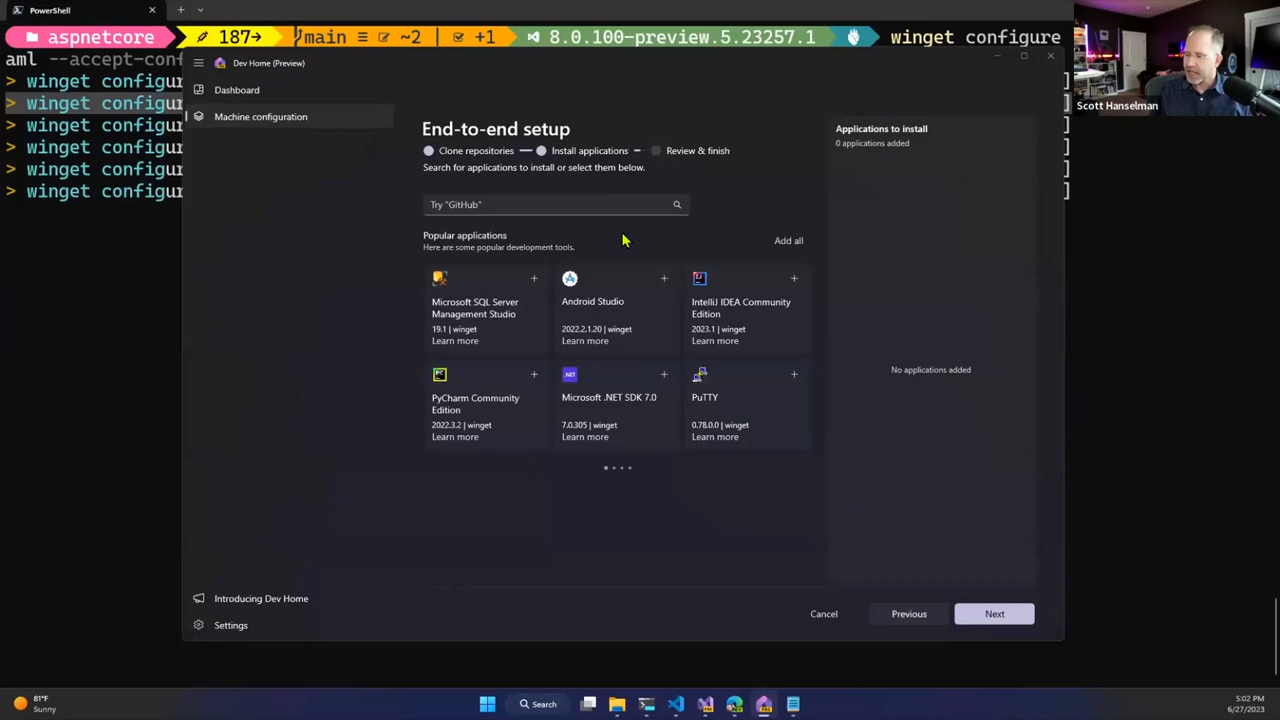 PowerShell
aspnetcore
187→
main ≡ ~2 | +1
8.0.100-preview.5.23257.1
winget configure
aml --accept-conf
> winget configur
> winget configur
> winget configur
> winget configur
> winget configur
> winget configur
]
]
]
]
]
Scott Hanselman
Dev Home (Preview)
Dashboard
Machine configuration
End-to-end setup
Clone repositories
Install applications
Review & finish
Search for applications to install or select them below.
Try "GitHub"
Popular applications
Here are some popular development tools.
Add all
Microsoft SQL Server
Management Studio
19.1 | winget
Learn more
Android Studio
2022.2.1.20 | winget
Learn more
IntelliJ IDEA Community
Edition
2023.1 | winget
Learn more
PyCharm Community
Edition
2022.3.2 | winget
Learn more
.NET
Microsoft .NET SDK 7.0
7.0.305 | winget
Learn more
PuTTY
0.78.0.0 | winget
Learn more
Applications to install
0 applications added
No applications added
Introducing Dev Home
Settings
Cancel
Previous
Next
81°F
Sunny
Search
5:02 PM
6/27/2023